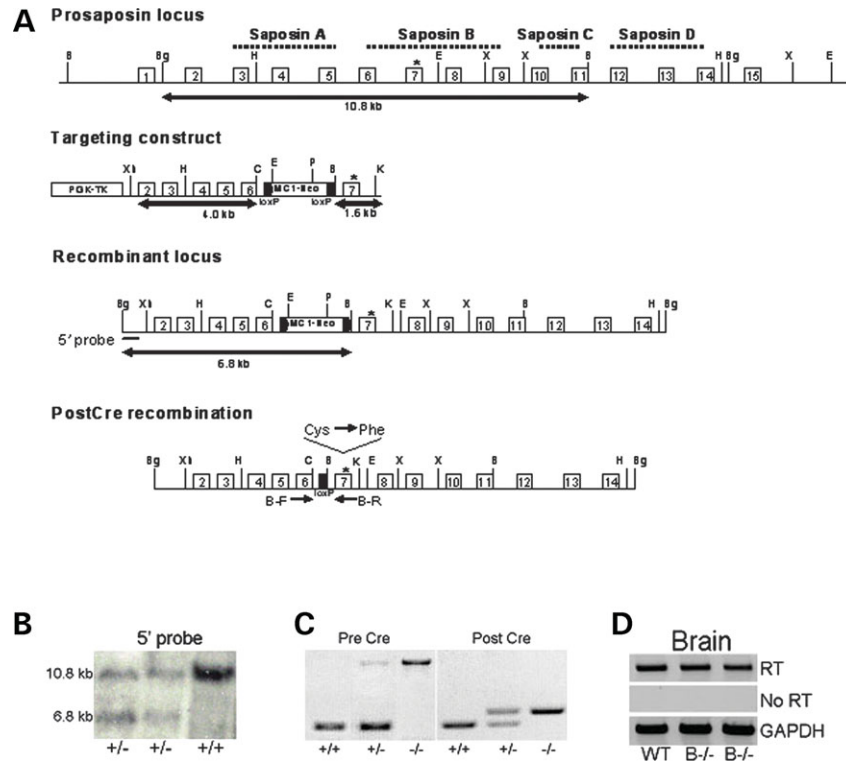 A
Prosaposin locus
Saposin A Saposin B Saposin C Saposin D
B Bg H * E X X B H Bg X E
1 2 3 4 5 6 7 8 9 10 11 12 13 14 15
10.8 kb
Targeting construct
Xh H C E P B * K
PGK-TK 2 3 4 5 6 MC1-Neo 7
loxP loxP
4.0 kb 1.6 kb
Recombinant locus
Bg Xh H C E P B * K E X X B H Bg
2 3 4 5 6 MC1-Neo 7 8 9 10 11 12 13 14
5' probe
6.8 kb
PostCre recombination
Cys Phe
Bg Xh H C B * K E X X B H Bg
2 3 4 5 6 7 8 9 10 11 12 13 14
loxP
B-F B-R
B
5' probe
10.8 kb
6.8 kb
+/- +/- +/+
C
Pre Cre Post Cre
+/+ +/- -/- +/+ +/- -/-
D
Brain
RT
No RT
GAPDH
WT B-/- B-/-